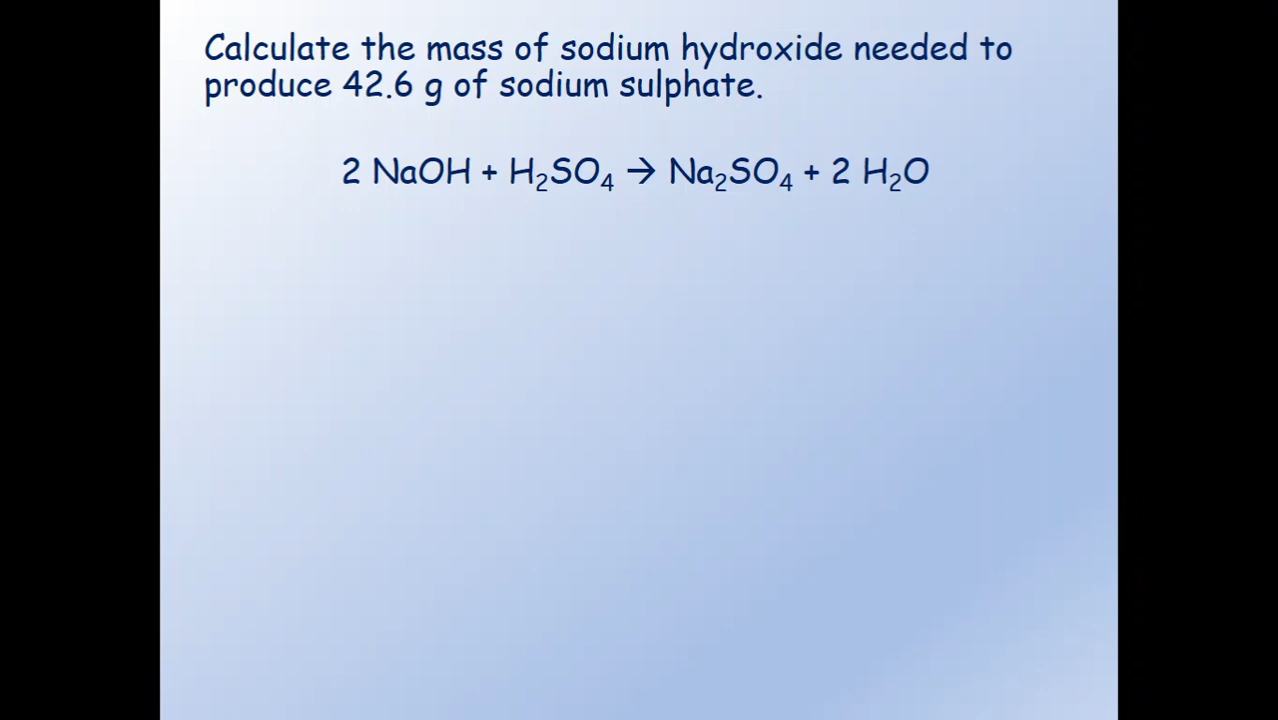 Calculate the mass of sodium hydroxide needed to
produce 42.6 g of sodium sulphate.
2 NaOH + H₂SO₄ → Na₂SO₄ + 2 H₂O